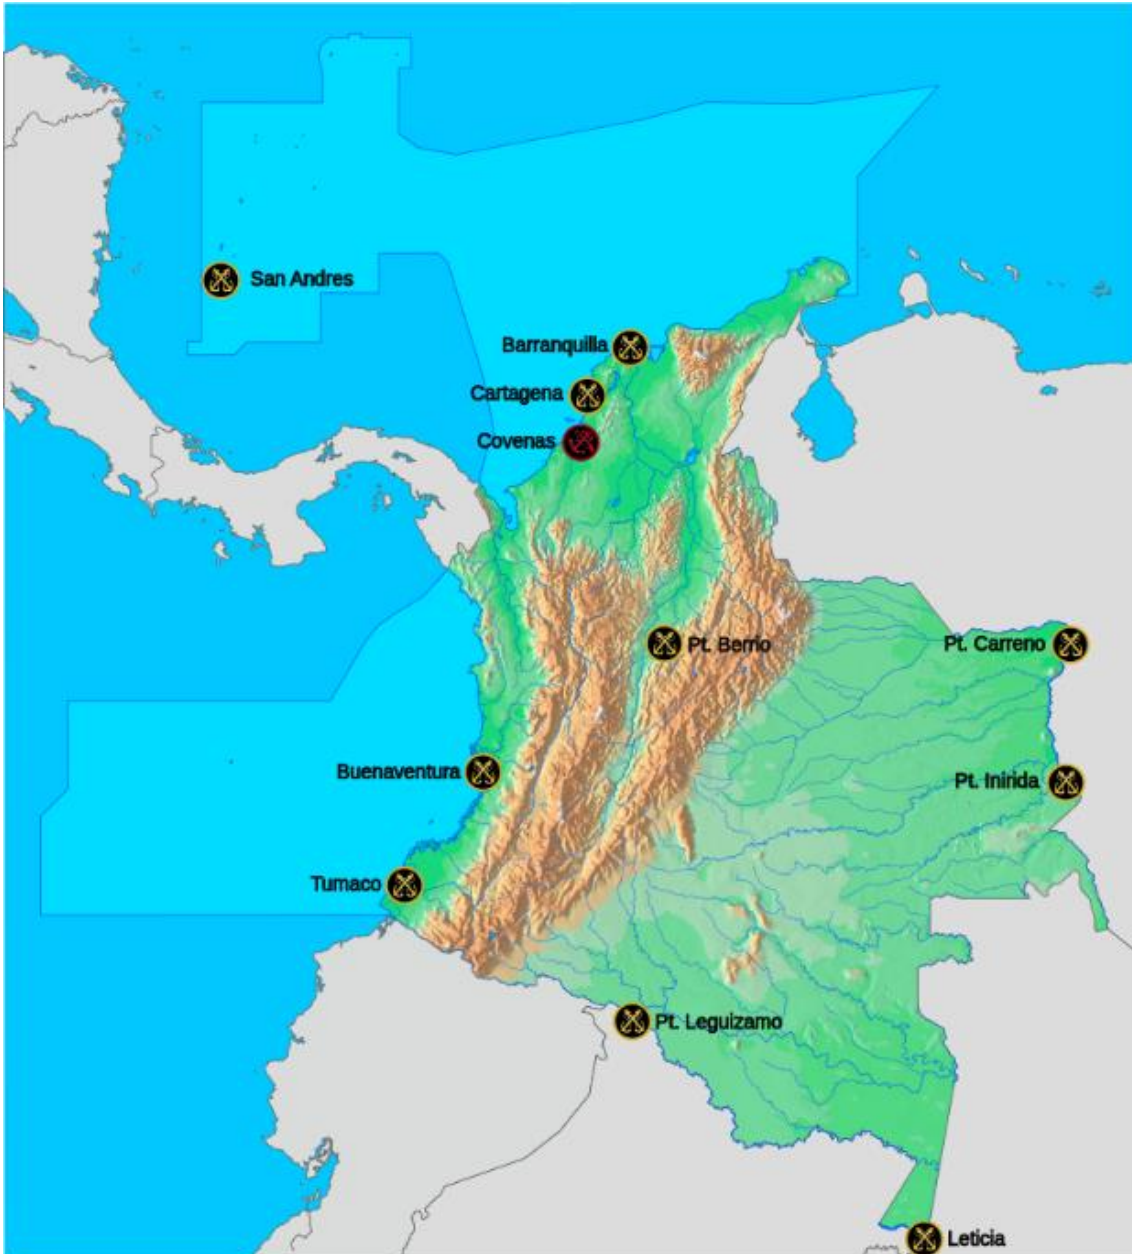 San Andres
Barranquilla
Cartagena
Covenas
Pt. Berrio
Pt. Carreno
Buenaventura
Pt. Inirida
Tumaco
Pt. Leguizamo
Leticia